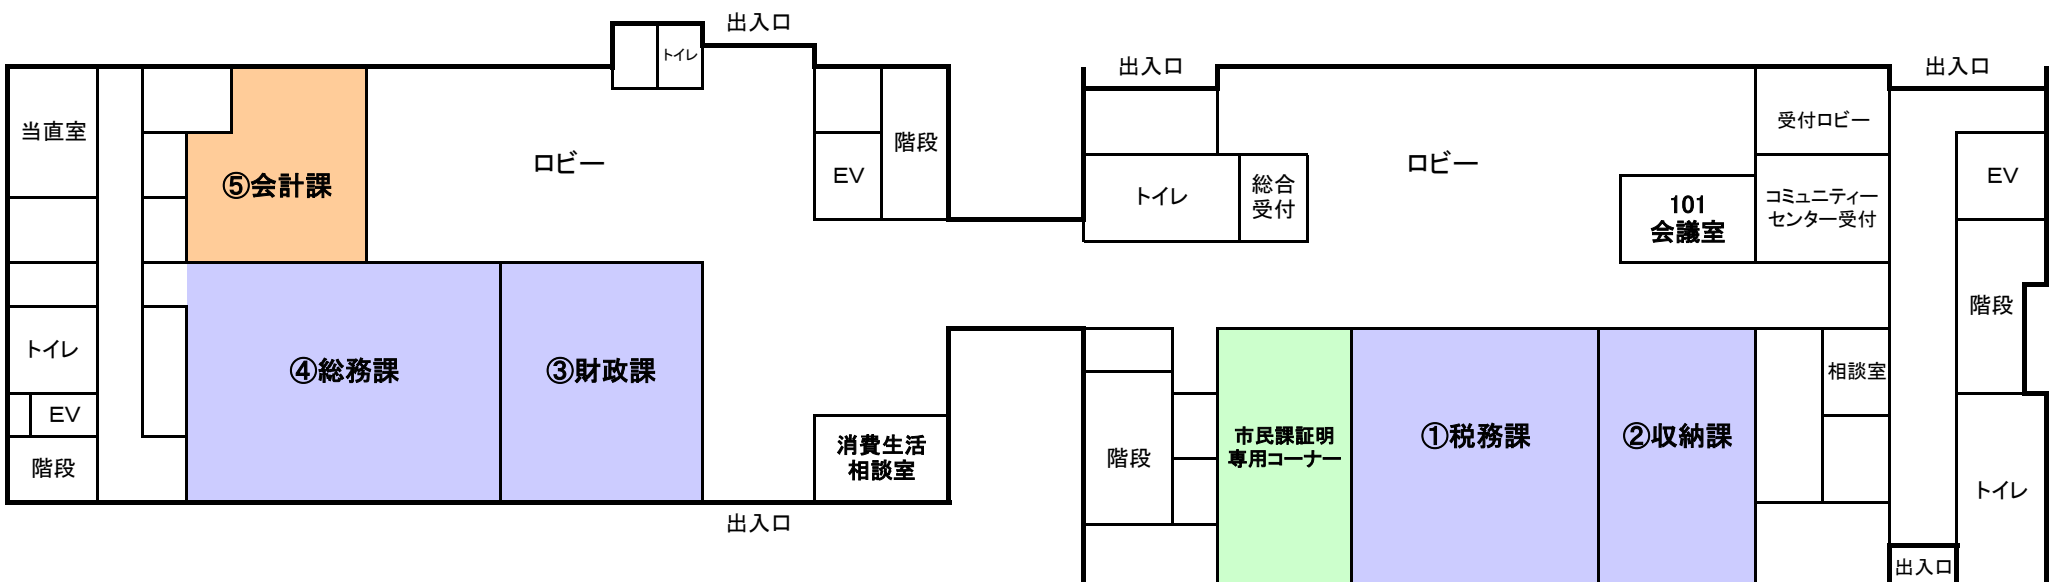 出入口
トイレ
出入口
出入口
当直室
⑤会計課
ロビー
EV
階段
トイレ
総合
受付
ロビー
101
会議室
受付ロビー
コミュニティー
センター受付
EV
階段
トイレ
EV
階段
④総務課
③財政課
消費生活
相談室
出入口
階段
市民課証明
専用コーナー
①税務課
②収納課
相談室
トイレ
出入口